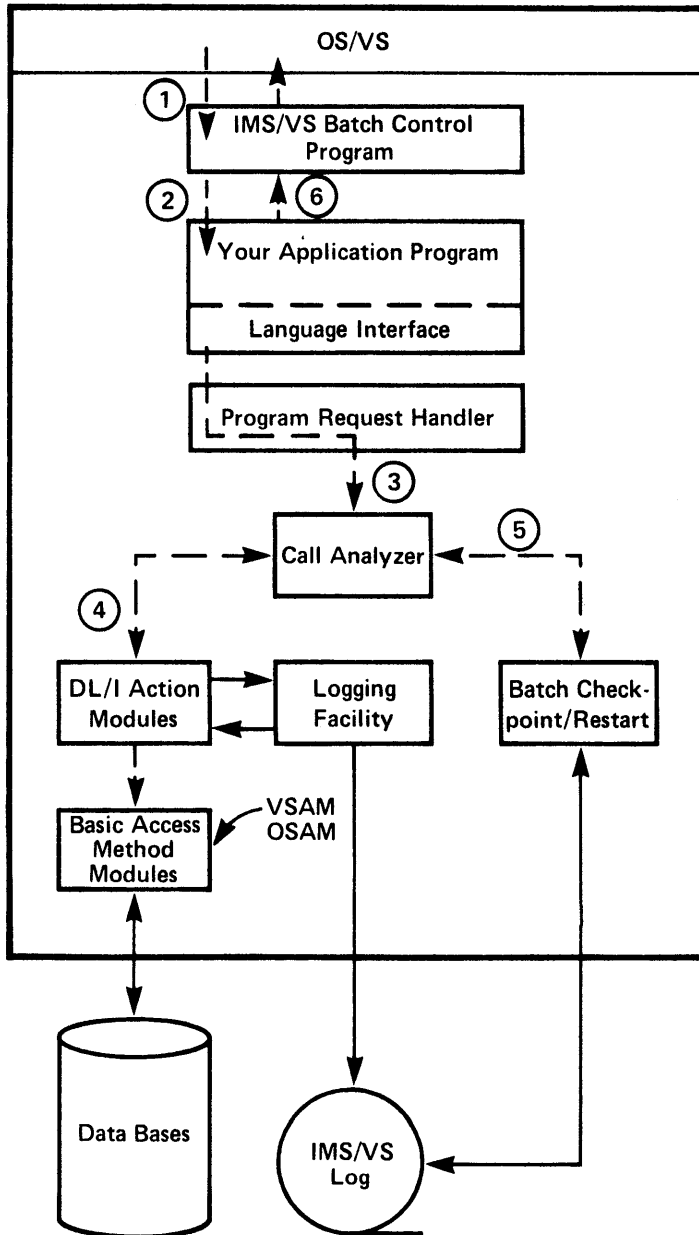 OS/VS
1
IMS/VS Batch Control
Program
2
6
Your Application Program
Language Interface
Program Request Handler
3
Call Analyzer
5
4
DL/I Action
Modules
Logging
Facility
Batch Check-
point/Restart
Basic Access
Method
Modules
VSAM
OSAM
Data Bases
IMS/VS
Log